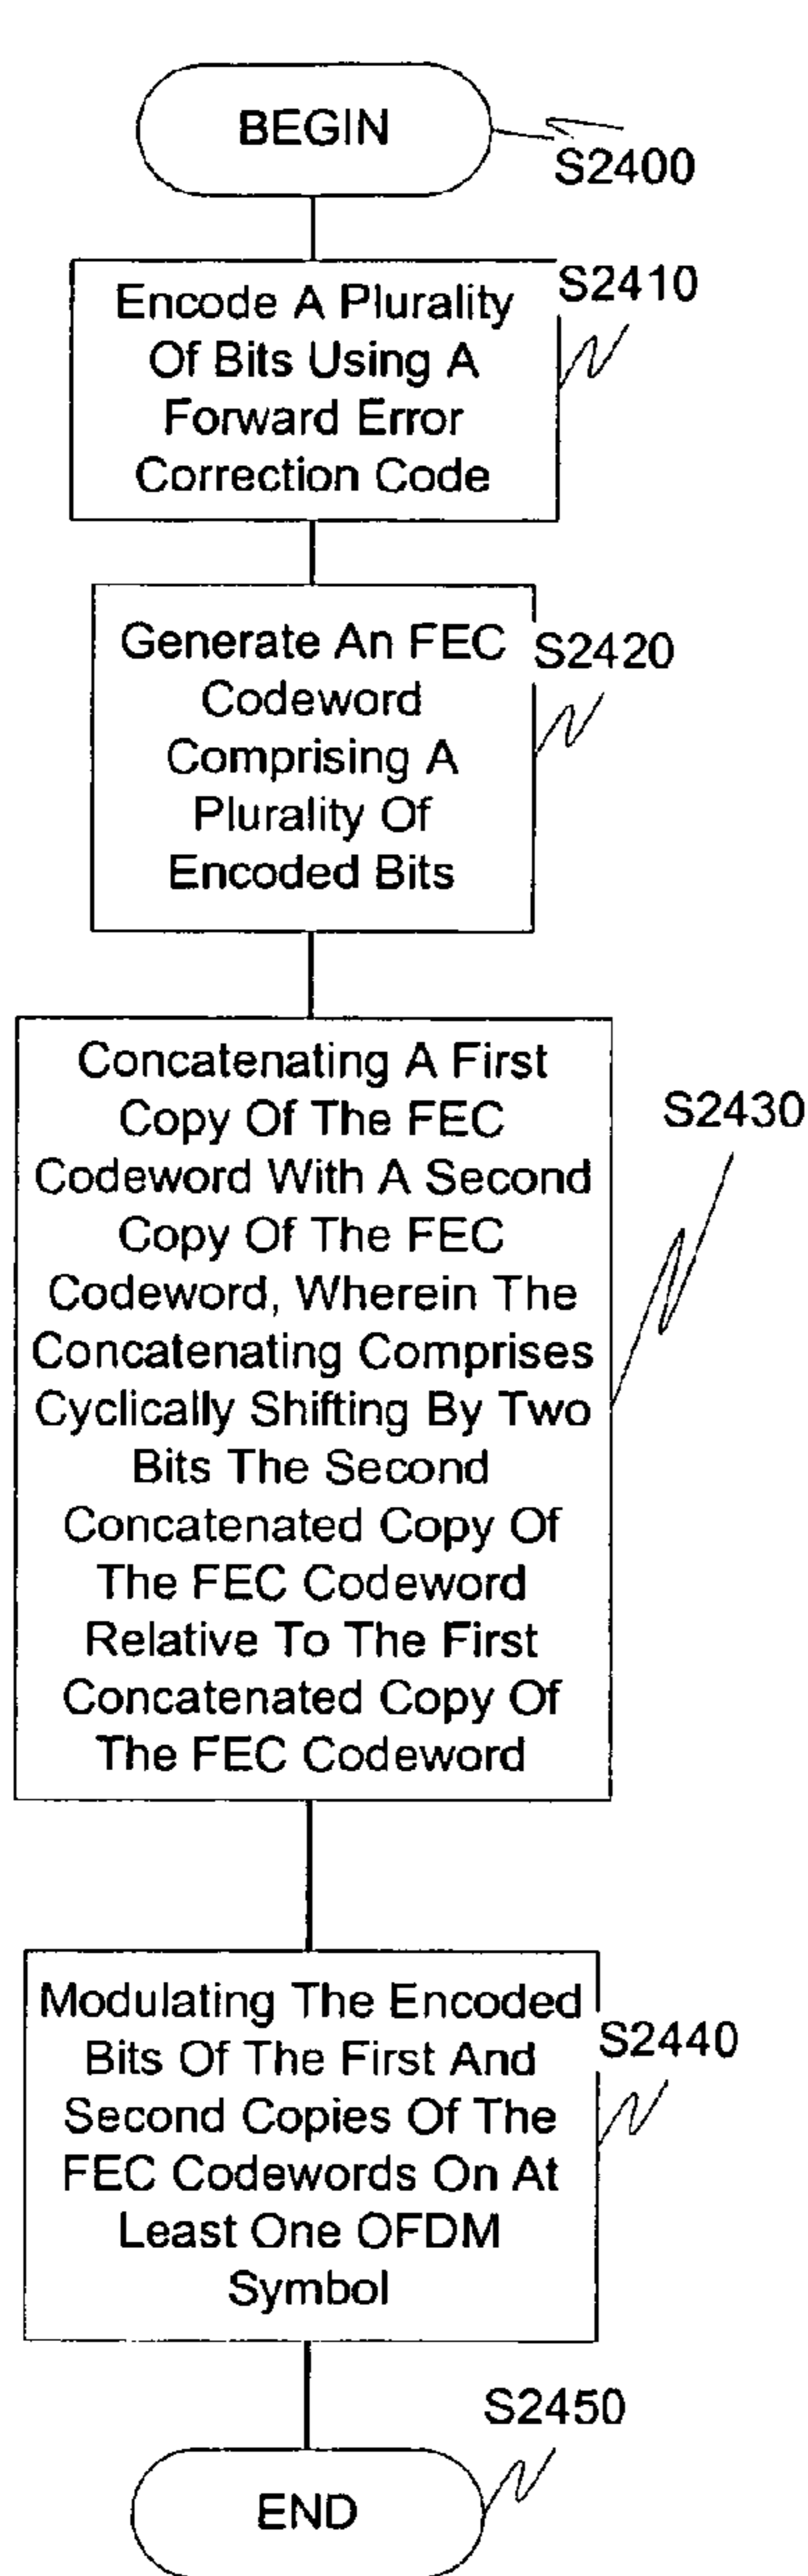 BEGIN
S2400
S2410
Encode A Plurality
Of Bits Using A
Forward Error
Correction Code
Generate An FEC
S2420
Codeword
Comprising A
Plurality Of
Encoded Bits
Concatenating A First
Copy Of The FEC
S2430
Codeword With A Second
Copy Of The FEC
Codeword, Wherein The
Concatenating Comprises
Cyclically Shifting By Two
Bits The Second
Concatenated Copy Of
The FEC Codeword
Relative To The First
Concatenated Copy Of
The FEC Codeword
Modulating The Encoded
S2440
Bits Of The First And
Second Copies Of The
FEC Codewords On At
Least One OFDM
Symbol
S2450
END